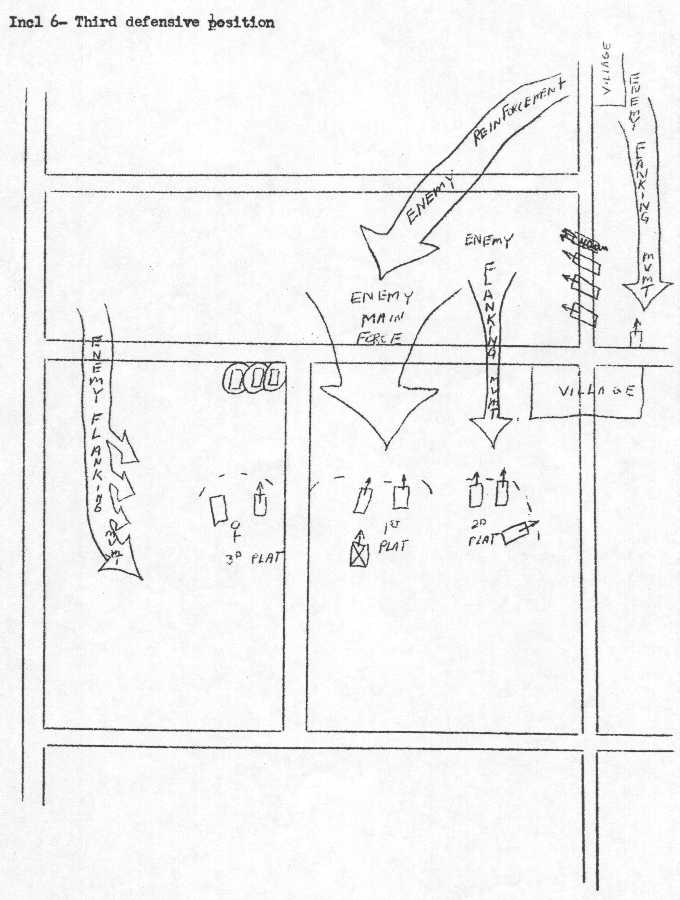 Incl 6- Third defensive position
VILLAGE
ENEMY FLANKING MVMT
REINFORCEMENT
ENEMY
ENEMY
FLANKING MVMT
ENEMY
MAIN
FORCE
ENEMY FLANKING
VILLAGE
1ST
PLAT
2D
PLAT
3D PLAT